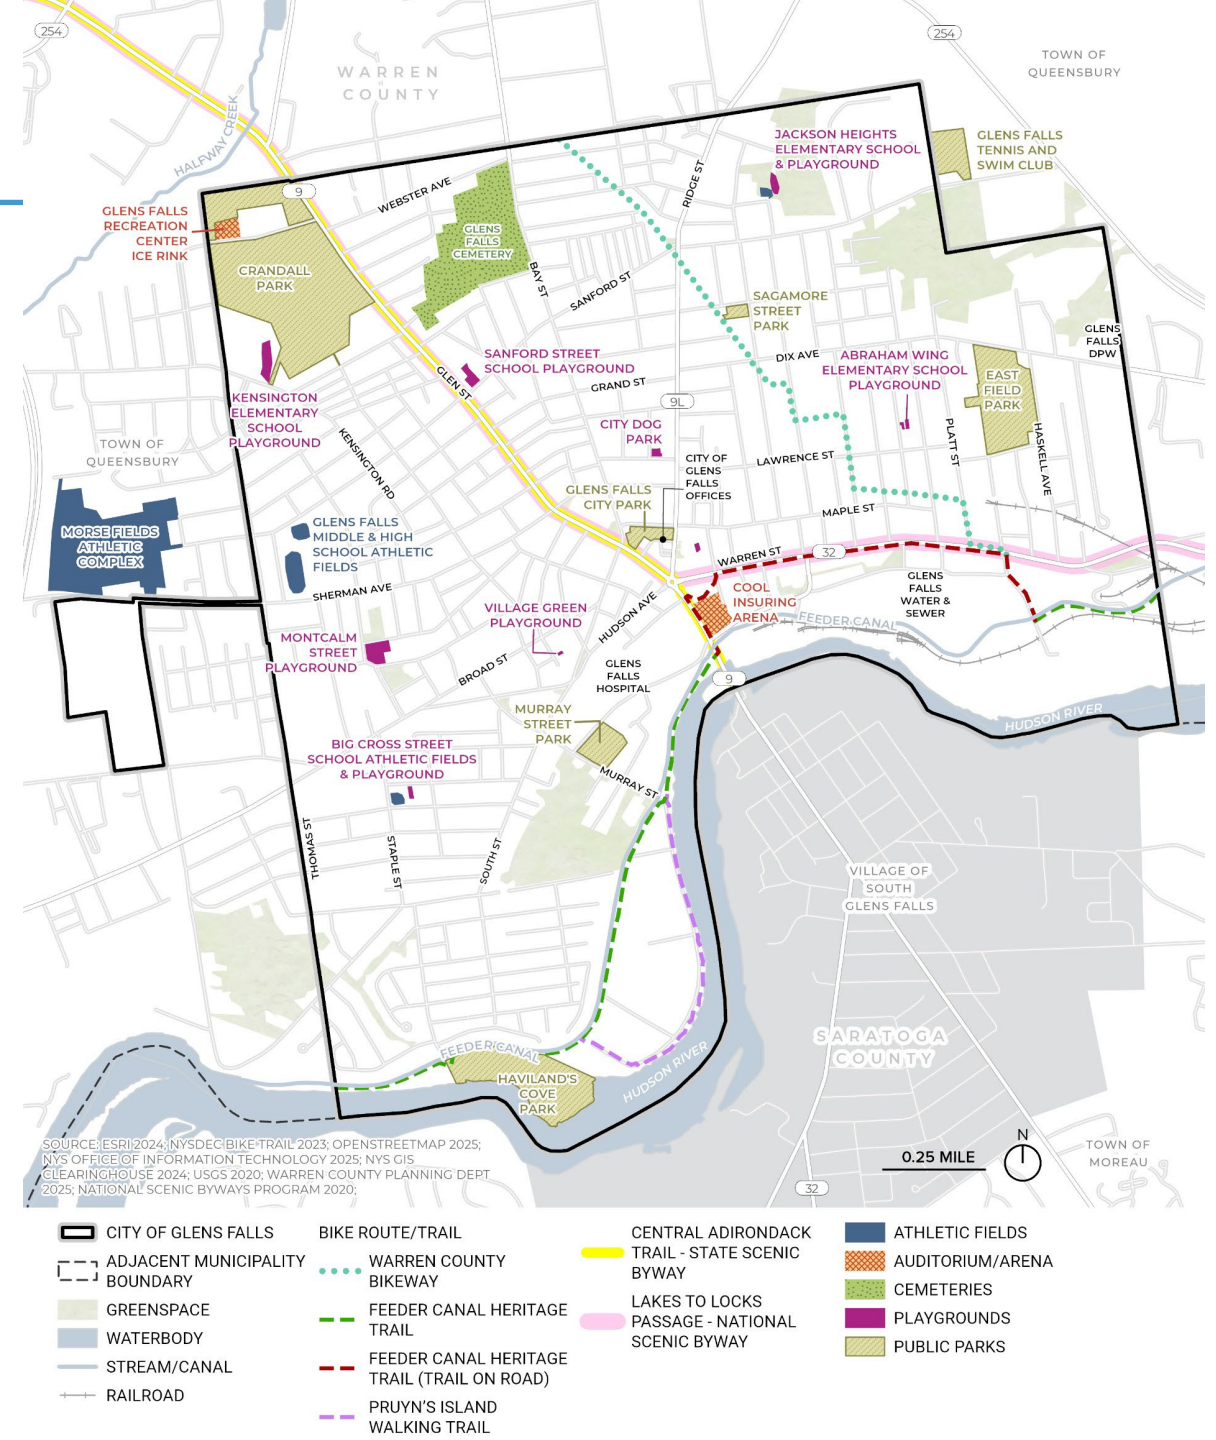 254
WARREN
COUNTY
254
TOWN OF
QUEENSBURY
HALFWAY CREEK
JACKSON HEIGHTS
ELEMENTARY SCHOOL
& PLAYGROUND
GLENS FALLS
TENNIS AND
SWIM CLUB
9
WEBSTER AVE
RIDGE ST
GLENS FALLS
RECREATION
CENTER
ICE RINK
GLENS
FALLS
CEMETERY
CRANDALL
PARK
BAY ST
SANFORD ST
SAGAMORE
STREET
PARK
GLENS
FALLS
DPW
SANFORD STREET
SCHOOL PLAYGROUND
DIX AVE
ABRAHAM WING
ELEMENTARY SCHOOL
PLAYGROUND
EAST
FIELD
PARK
GLEN ST
GRAND ST
9L
KENSINGTON
ELEMENTARY
SCHOOL
PLAYGROUND
KENSINGTON RD
CITY DOG
PARK
PLATT ST
HASKELL AVE
TOWN OF
QUEENSBURY
CITY OF
GLENS
FALLS
OFFICES
LAWRENCE ST
GLENS FALLS
CITY PARK
MAPLE ST
MORSE FIELDS
ATHLETIC
COMPLEX
GLENS FALLS
MIDDLE & HIGH
SCHOOL ATHLETIC
FIELDS
WARREN ST
32
SHERMAN AVE
COOL
INSURING
ARENA
GLENS
FALLS
WATER &
SEWER
FEEDER CANAL
VILLAGE GREEN
PLAYGROUND
HUDSON AVE
MONTCALM
STREET
PLAYGROUND
BROAD ST
GLENS
FALLS
HOSPITAL
9
MURRAY
STREET
PARK
HUDSON RIVER
BIG CROSS STREET
SCHOOL ATHLETIC FIELDS
& PLAYGROUND
MURRAY ST
THOMAS ST
STAPLE ST
SOUTH ST
VILLAGE OF
SOUTH
GLENS FALLS
SARATOGA
COUNTY
FEEDER CANAL
HAVILAND'S
COVE
PARK
HUDSON RIVER
SOURCE: ESRI 2024; NYSDEC BIKE TRAIL 2023; OPENSTREETMAP 2025;
NYS OFFICE OF INFORMATION TECHNOLOGY 2025; NYS GIS
CLEARINGHOUSE 2024; USGS 2020; WARREN COUNTY PLANNING DEPT
2025; NATIONAL SCENIC BYWAYS PROGRAM 2020;
N
0.25 MILE
TOWN OF
MOREAU
32
CITY OF GLENS FALLS
ADJACENT MUNICIPALITY
BOUNDARY
GREENSPACE
WATERBODY
STREAM/CANAL
RAILROAD
BIKE ROUTE/TRAIL
WARREN COUNTY
BIKEWAY
FEEDER CANAL HERITAGE
TRAIL
FEEDER CANAL HERITAGE
TRAIL (TRAIL ON ROAD)
PRUYN'S ISLAND
WALKING TRAIL
CENTRAL ADIRONDACK
TRAIL - STATE SCENIC
BYWAY
LAKES TO LOCKS
PASSAGE - NATIONAL
SCENIC BYWAY
ATHLETIC FIELDS
AUDITORIUM/ARENA
CEMETERIES
PLAYGROUNDS
PUBLIC PARKS